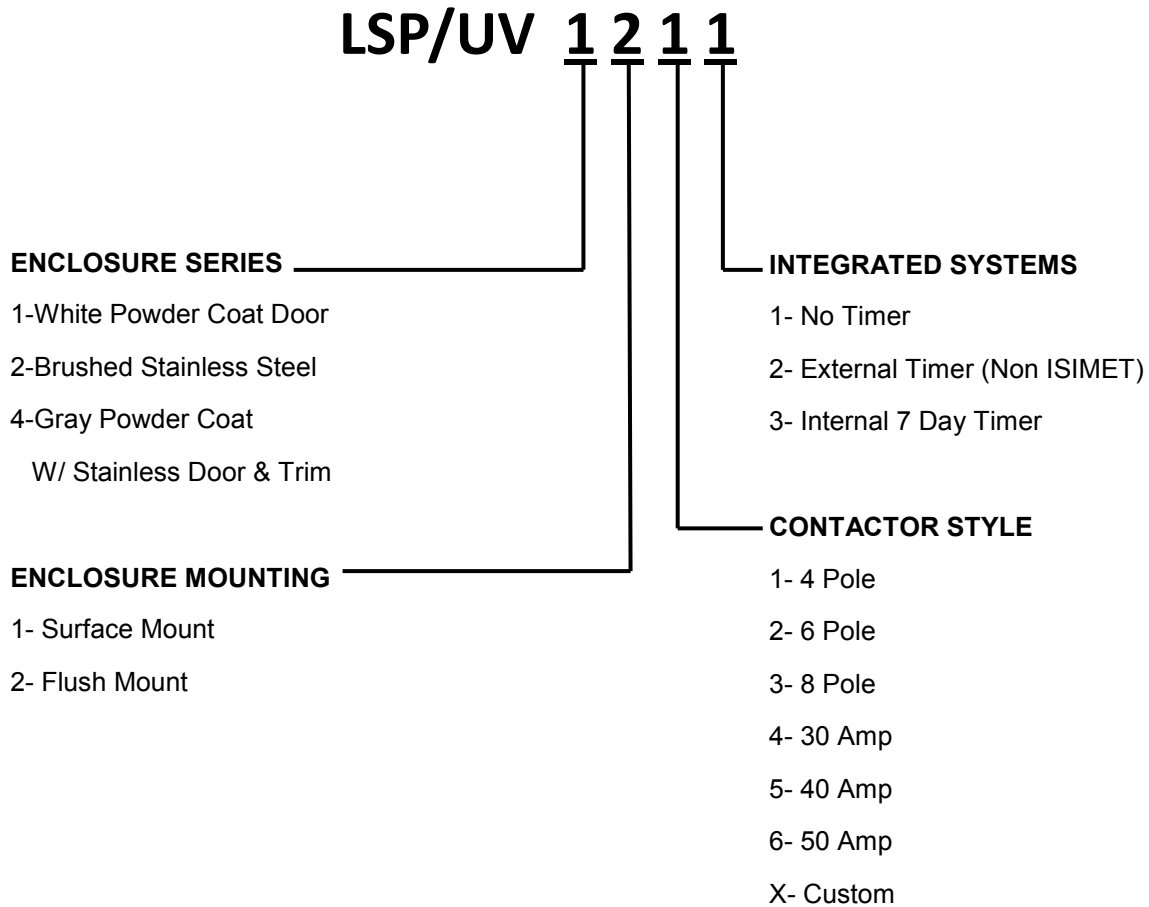 LSP/UV 1 2 1 1
ENCLOSURE SERIES
1-White Powder Coat Door
2-Brushed Stainless Steel
4-Gray Powder Coat
W/ Stainless Door & Trim
ENCLOSURE MOUNTING
1- Surface Mount
2- Flush Mount
INTEGRATED SYSTEMS
1- No Timer
2- External Timer (Non ISIMET)
3- Internal 7 Day Timer
CONTACTOR STYLE
1- 4 Pole
2- 6 Pole
3- 8 Pole
4- 30 Amp
5- 40 Amp
6- 50 Amp
X- Custom